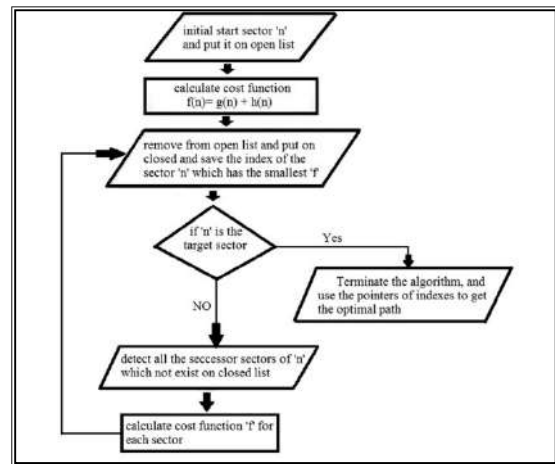 initial start sector 'n'
and put it on open list
calculate cost function
f(n)= g(n) + h(n)
remove from open list and put on
closed and save the index of the
sector 'n' which has the smallest 'f'
if 'n' is the
target sector
Yes
Terminate the algorithm, and
use the pointers of indexes to get
the optimal path
NO
detect all the seccessor sectors of 'n'
which not exist on closed list
calculate cost function 'f' for
each sector